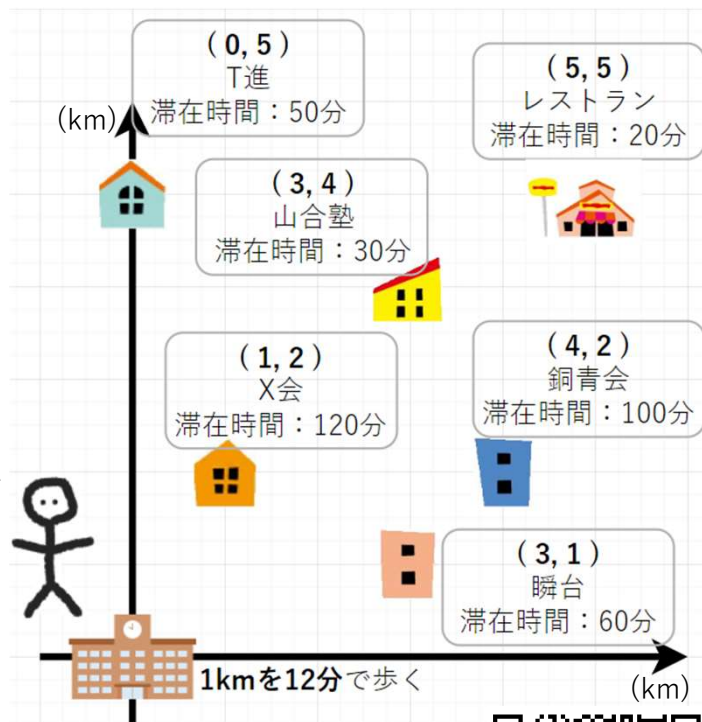 ( 0, 5 )
T進
滞在時間：50分
( 5, 5 )
レストラン
滞在時間：20分
(km)
( 3, 4 )
山合塾
滞在時間：30分
( 1, 2 )
X会
滞在時間：120分
( 4, 2 )
銅青会
滞在時間：100分
( 3, 1 )
瞬台
滞在時間：60分
1kmを12分で歩く
(km)